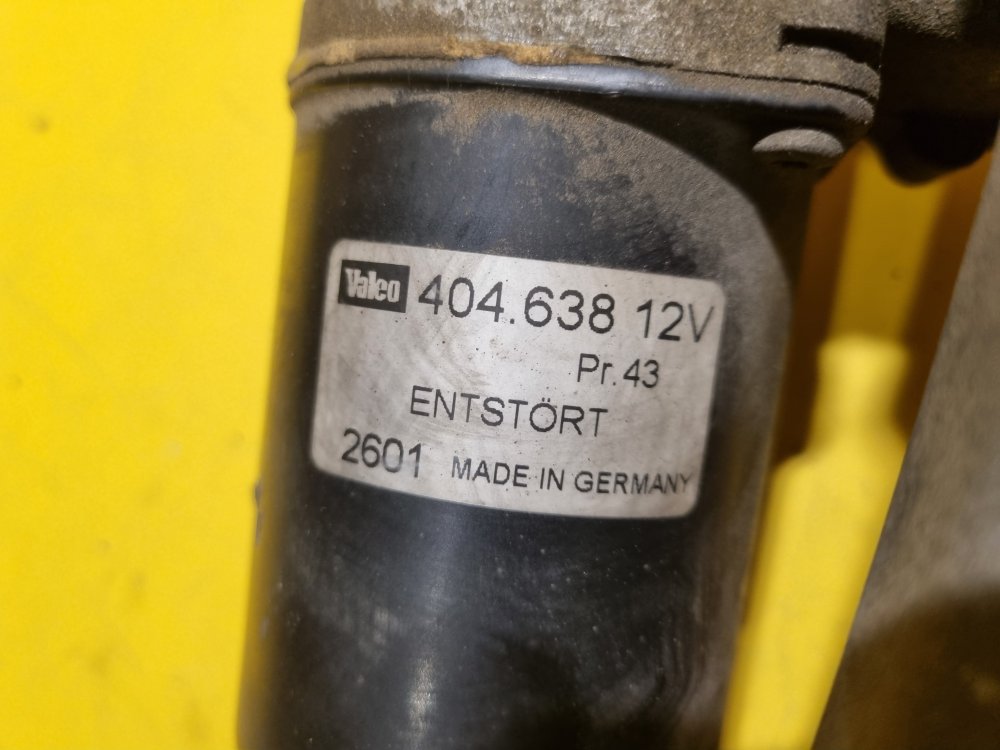 Valeo 404.638 12V
Pr. 43
ENTSTÖRT
2601 MADE IN GERMANY